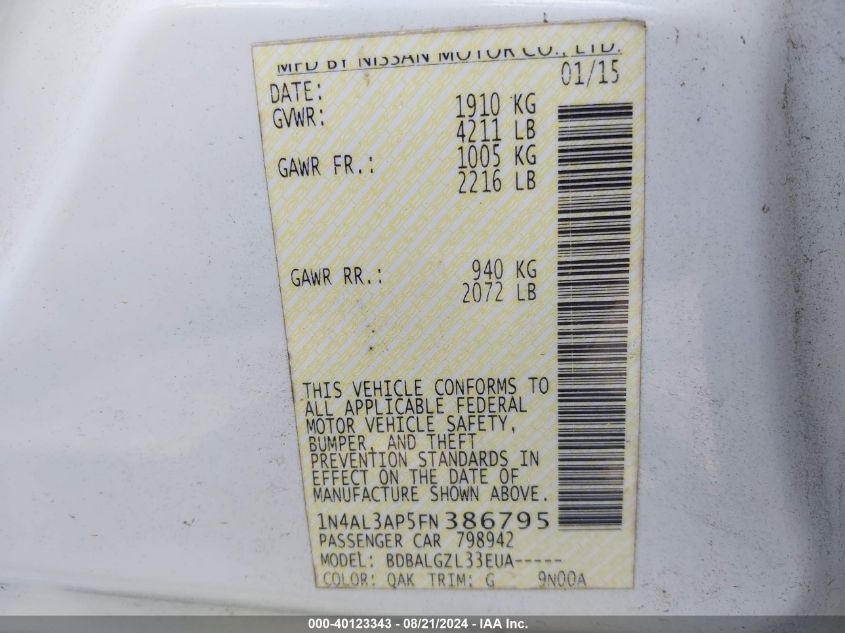 MFD BY NISSAN MOTOR CO., LTD.
DATE: 01/15
GVWR: 1910 KG
4211 LB
GAWR FR.: 1005 KG
2216 LB
GAWR RR.: 940 KG
2072 LB
THIS VEHICLE CONFORMS TO
ALL APPLICABLE FEDERAL
MOTOR VEHICLE SAFETY,
BUMPER, AND THEFT
PREVENTION STANDARDS IN
EFFECT ON THE DATE OF
MANUFACTURE SHOWN ABOVE.
1N4AL3AP5FN386795
PASSENGER CAR 798942
MODEL: BDBALGZL33EUA-----
COLOR: QAK TRIM: G 9N00A
000-40123343 - 08/21/2024 - IAA Inc.